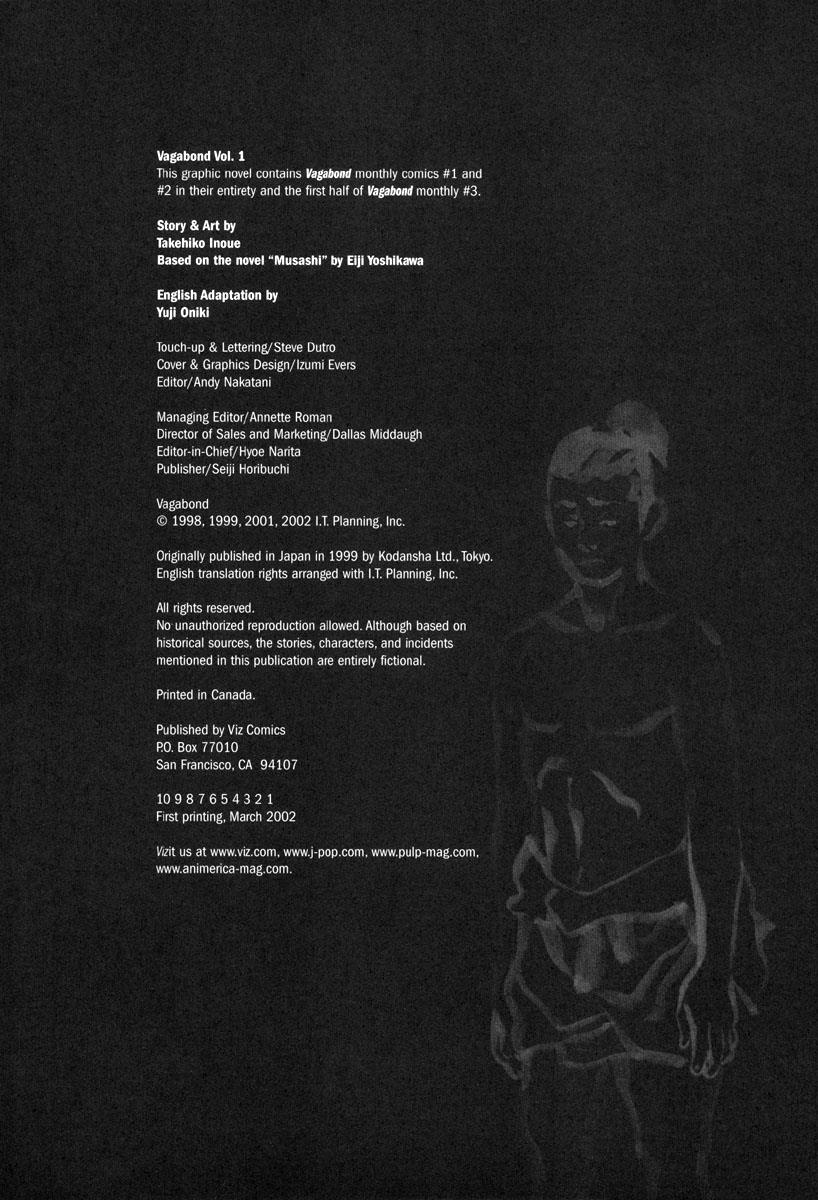 Vagabond Vol. 1
This graphic novel contains Vagabond monthly comics #1 and
#2 in their entirety and the first half of Vagabond monthly #3.
Story & Art by
Takehiko Inoue
Based on the novel “Musashi” by Eiji Yoshikawa
English Adaptation by
Yuji Oniki
Touch-up & Lettering/Steve Dutro
Cover & Graphics Design/Izumi Evers
Editor/Andy Nakatani
Managing Editor/Annette Roman
Director of Sales and Marketing/Dallas Middaugh
Editor-in-Chief/Hyoe Narita
Publisher/Seiji Horibuchi
Vagabond
© 1998, 1999, 2001, 2002 I.T. Planning, Inc.
Originally published in Japan in 1999 by Kodansha Ltd., Tokyo.
English translation rights arranged with I.T. Planning, Inc.
All rights reserved.
No unauthorized reproduction allowed. Although based on
historical sources, the stories, characters, and incidents
mentioned in this publication are entirely fictional.
Printed in Canada.
Published by Viz Comics
P.O. Box 77010
San Francisco, CA 94107
10 9 8 7 6 5 4 3 2 1
First printing, March 2002
Vizit us at www.viz.com, www.j-pop.com, www.pulp-mag.com,
www.animerica-mag.com.